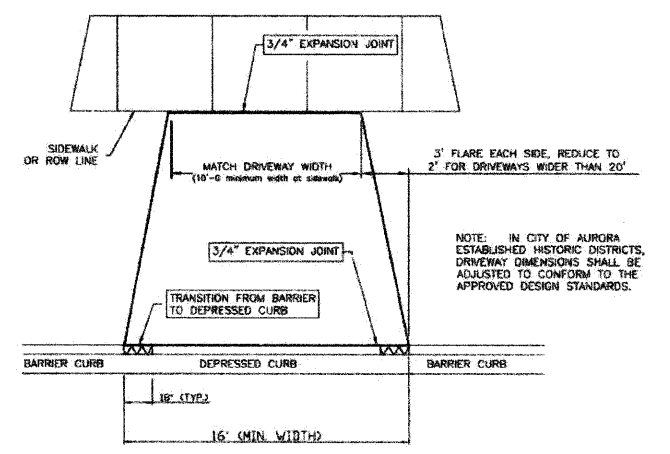 3/4" EXPANSION JOINT
SIDEWALK
OR ROW LINE
MATCH DRIVEWAY WIDTH
(10'-0 minimum width at sidewalk)
3' FLARE EACH SIDE, REDUCE TO
2' FOR DRIVEWAYS WIDER THAN 20'
NOTE: IN CITY OF AURORA
ESTABLISHED HISTORIC DISTRICTS,
DRIVEWAY DIMENSIONS SHALL BE
ADJUSTED TO CONFORM TO THE
APPROVED DESIGN STANDARDS.
3/4" EXPANSION JOINT
TRANSITION FROM BARRIER
TO DEPRESSED CURB
BARRIER CURB
DEPRESSED CURB
BARRIER CURB
18" (TYP.)
16' (MIN. WIDTH)